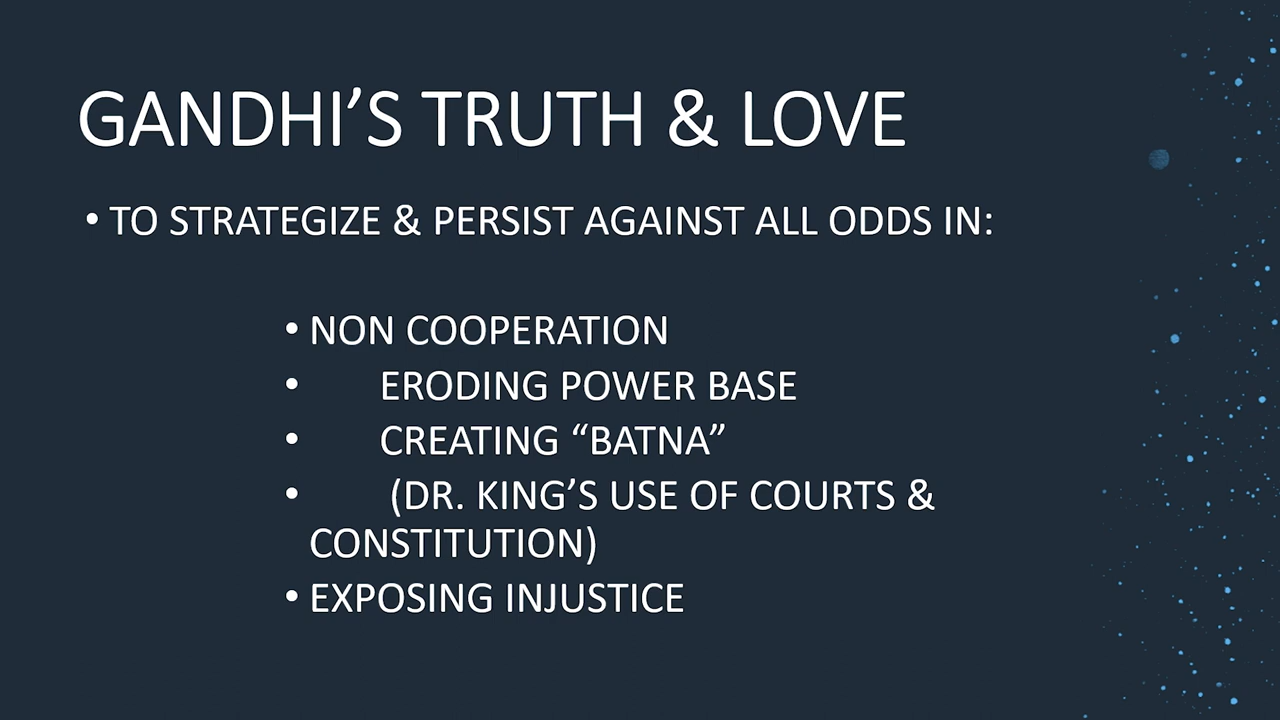 GANDHI’S TRUTH & LOVE
• TO STRATEGIZE & PERSIST AGAINST ALL ODDS IN:
• NON COOPERATION
• ERODING POWER BASE
• CREATING “BATNA”
• (DR. KING’S USE OF COURTS &
CONSTITUTION)
• EXPOSING INJUSTICE